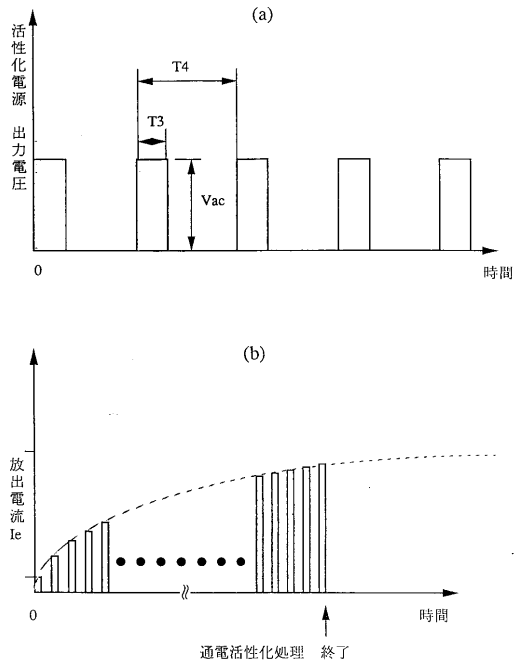 (a)
活性化電源 出力電圧
T4
T3
Vac
0
時間
(b)
放出電流 Ie
0
時間
通電活性化処理 終了